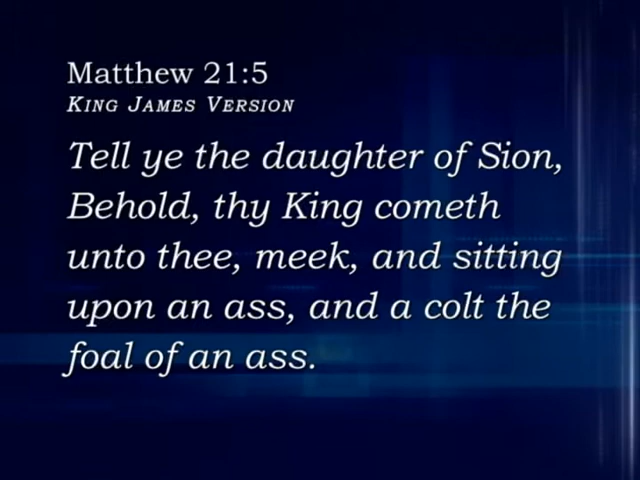 Matthew 21:5
KING JAMES VERSION
Tell ye the daughter of Sion,
Behold, thy King cometh
unto thee, meek, and sitting
upon an ass, and a colt the
foal of an ass.